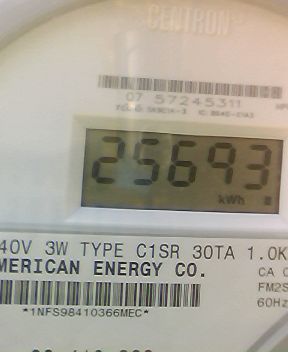 CENTRON
07 57245311
25693
kWh
40V 3W TYPE C1SR 30TA 1.0K
MERICAN ENERGY CO.
CA
FM2S
60Hz
*1NFS98410366MEC*